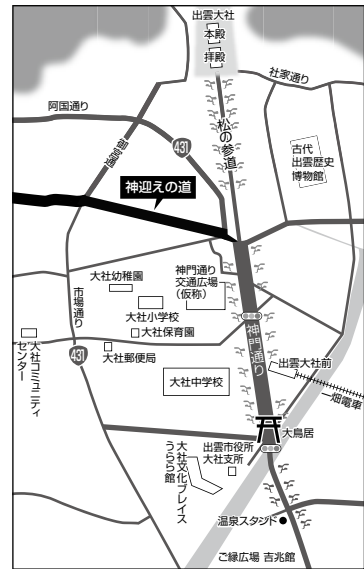 出雲大社
本殿
拝殿
社家通り
阿国通り
御宮通
431
松の参道
古代
出雲歴史
博物館
神迎えの道
大社幼稚園
神門通り
交通広場
(仮称)
市場通り
大社小学校
大社保育園
大社郵便局
神門通り
431
大社コミュニティ
センター
大社中学校
出雲大社前
一畑電車
大鳥居
出雲市役所
大社支所
大社文化プレイス
うらら館
温泉スタンド
ご縁広場 吉兆館